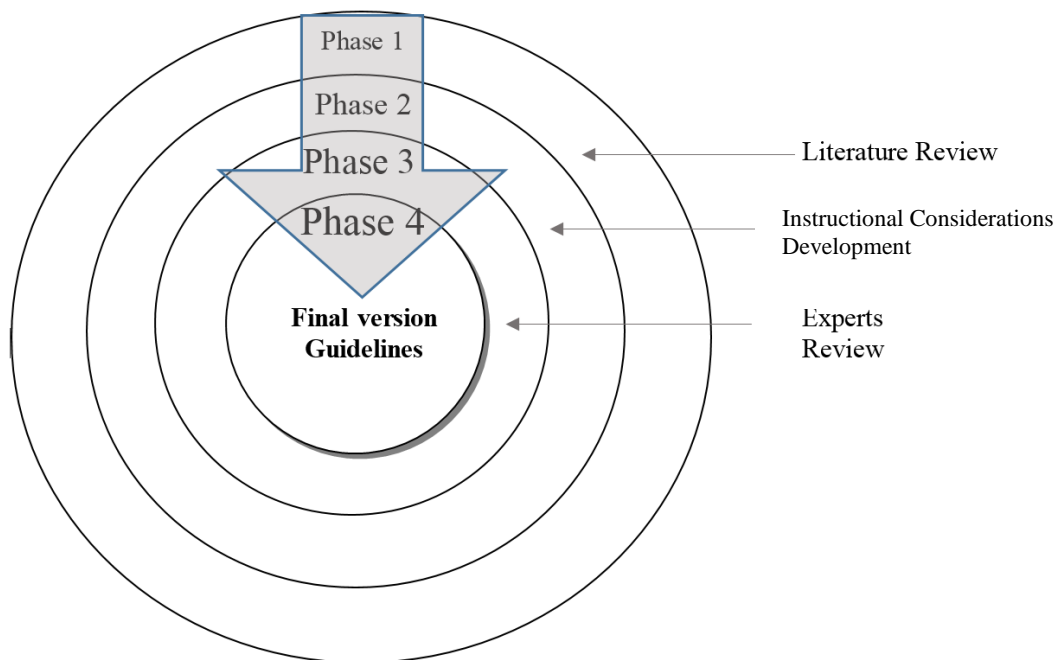 Phase 1
Phase 2
Phase 3
Phase 4
Final version
Guidelines
Literature Review
Instructional Considerations
Development
Experts
Review